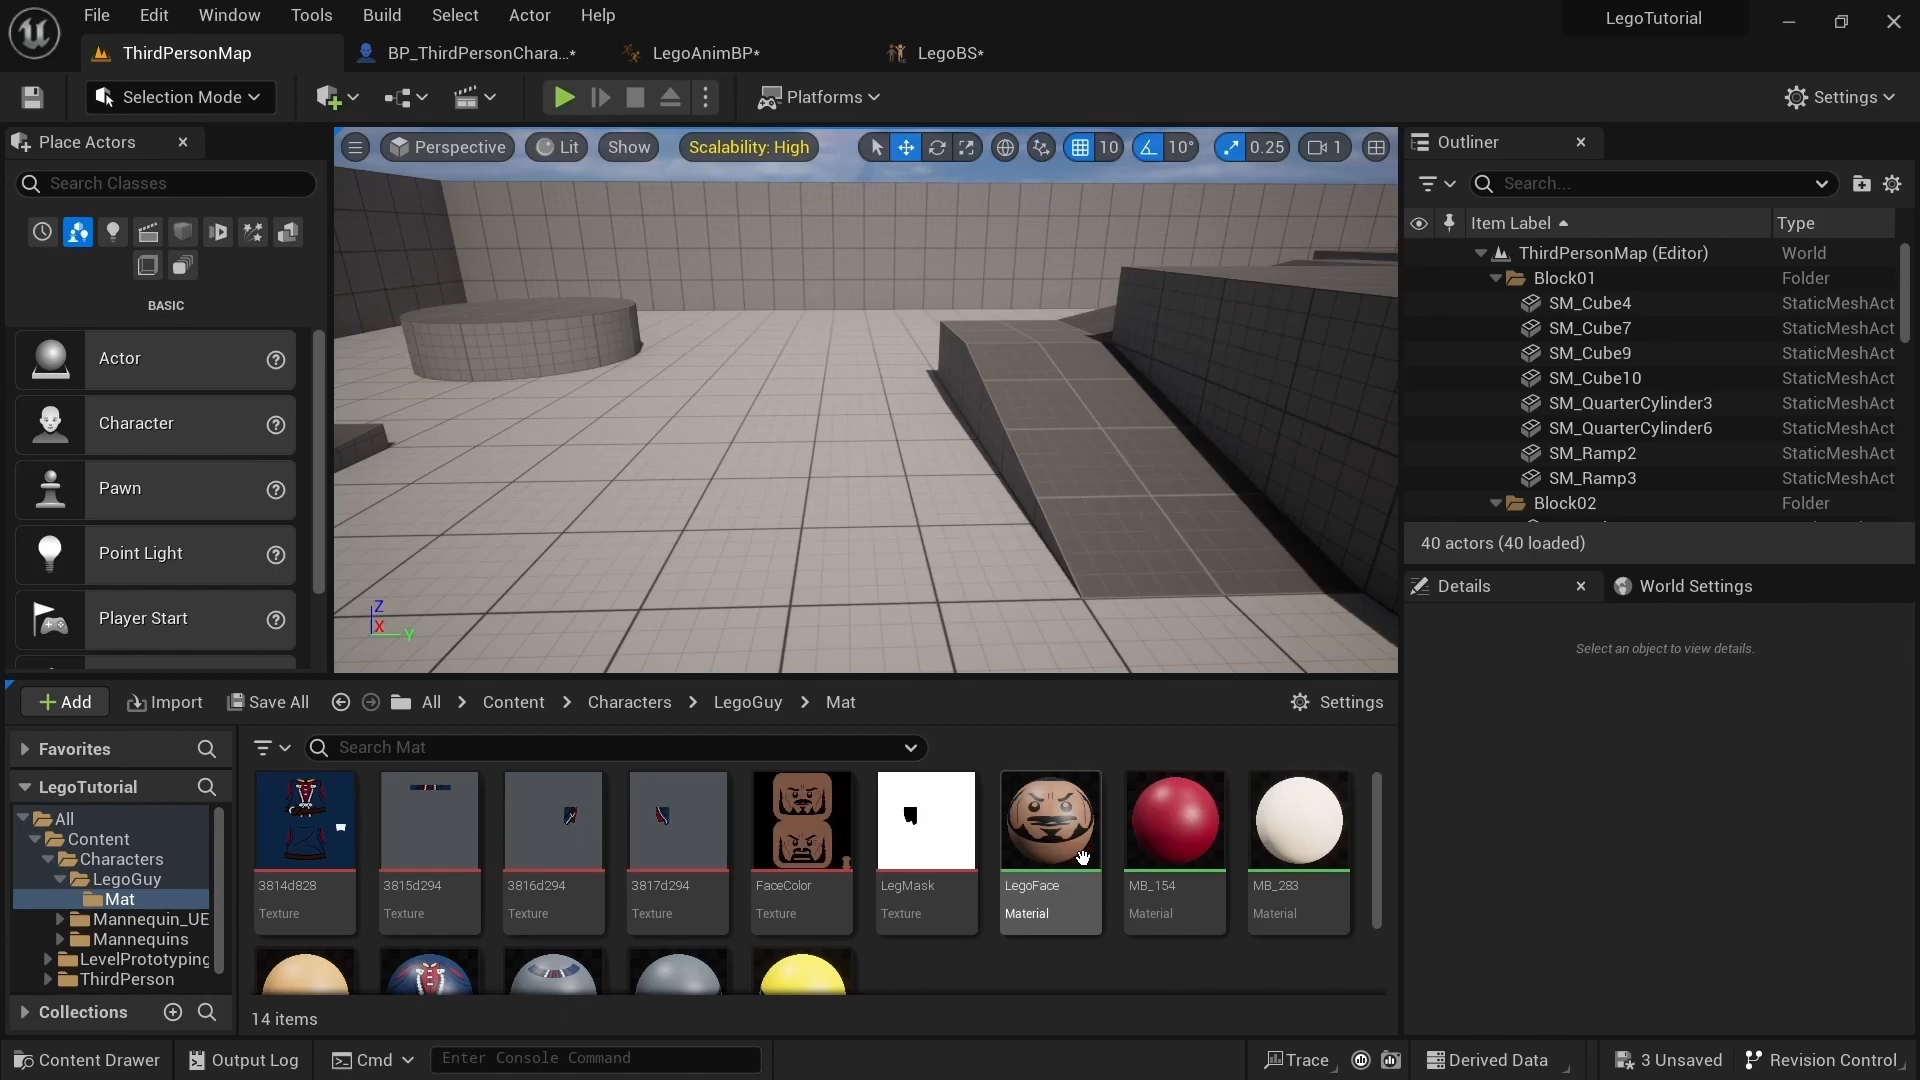 File Edit Window Tools Build Select Actor Help
LegoTutorial
ThirdPersonMap
BP_ThirdPersonChara...*
LegoAnimBP*
LegoBS*
Selection Mode
Platforms
Settings
Place Actors
Search Classes
BASIC
Actor
Character
Pawn
Point Light
Player Start
Perspective
Lit
Show
Scalability: High
10
10°
0.25
1
Z
X
Y
Outliner
Search...
Item Label
Type
ThirdPersonMap (Editor) World
Block01 Folder
SM_Cube4 StaticMeshAct
SM_Cube7 StaticMeshAct
SM_Cube9 StaticMeshAct
SM_Cube10 StaticMeshAct
SM_QuarterCylinder3 StaticMeshAct
SM_QuarterCylinder6 StaticMeshAct
SM_Ramp2 StaticMeshAct
SM_Ramp3 StaticMeshAct
Block02 Folder
40 actors (40 loaded)
Details
World Settings
Select an object to view details.
Add
Import
Save All
All > Content > Characters > LegoGuy > Mat
Settings
Favorites
LegoTutorial
All
Content
Characters
LegoGuy
Mat
Mannequin_UE
Mannequins
LevelPrototyping
ThirdPerson
Collections
Search Mat
3814d828
Texture
3815d294
Texture
3816d294
Texture
3817d294
Texture
FaceColor
Texture
LegMask
Texture
LegoFace
Material
MB_154
Material
MB_283
Material
14 items
Content Drawer
Output Log
Cmd
Enter Console Command
Trace
Derived Data
3 Unsaved
Revision Control